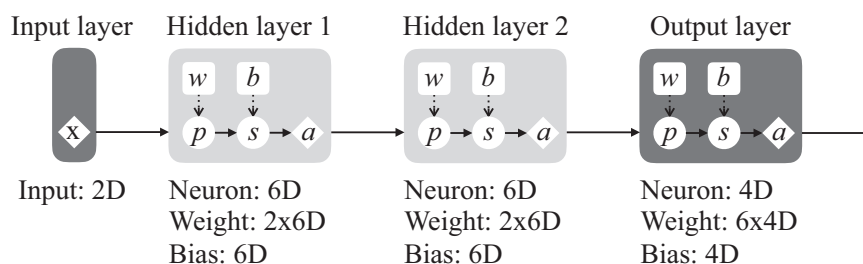 Input layer Hidden layer 1 Hidden layer 2 Output layer
w b w b w b
x p s a p s a p s a
Input: 2D Neuron: 6D Neuron: 6D Neuron: 4D
Weight: 2x6D Weight: 2x6D Weight: 6x4D
Bias: 6D Bias: 6D Bias: 4D